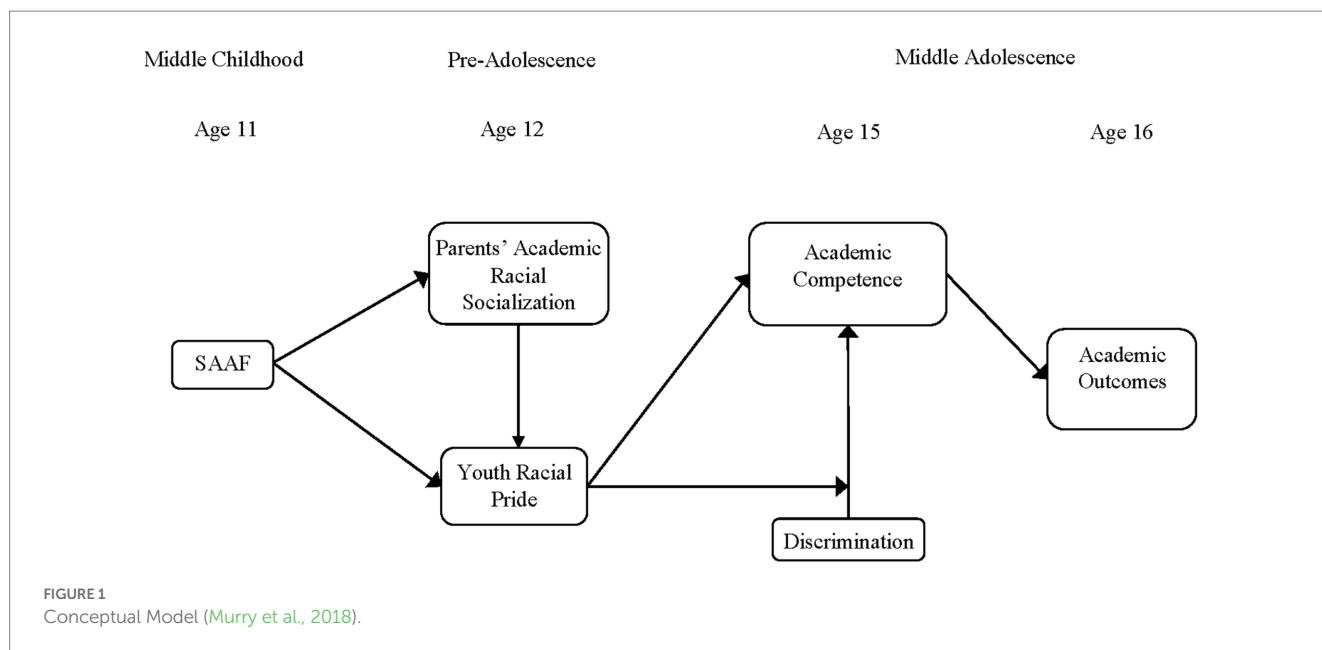 Middle Childhood
Pre-Adolescence
Middle Adolescence
Age 11
Age 12
Age 15
Age 16
Parents’ Academic
Racial
Socialization
Academic
Competence
SAAF
Academic
Outcomes
Youth Racial
Pride
Discrimination
FIGURE 1
Conceptual Model (Murry et al., 2018).